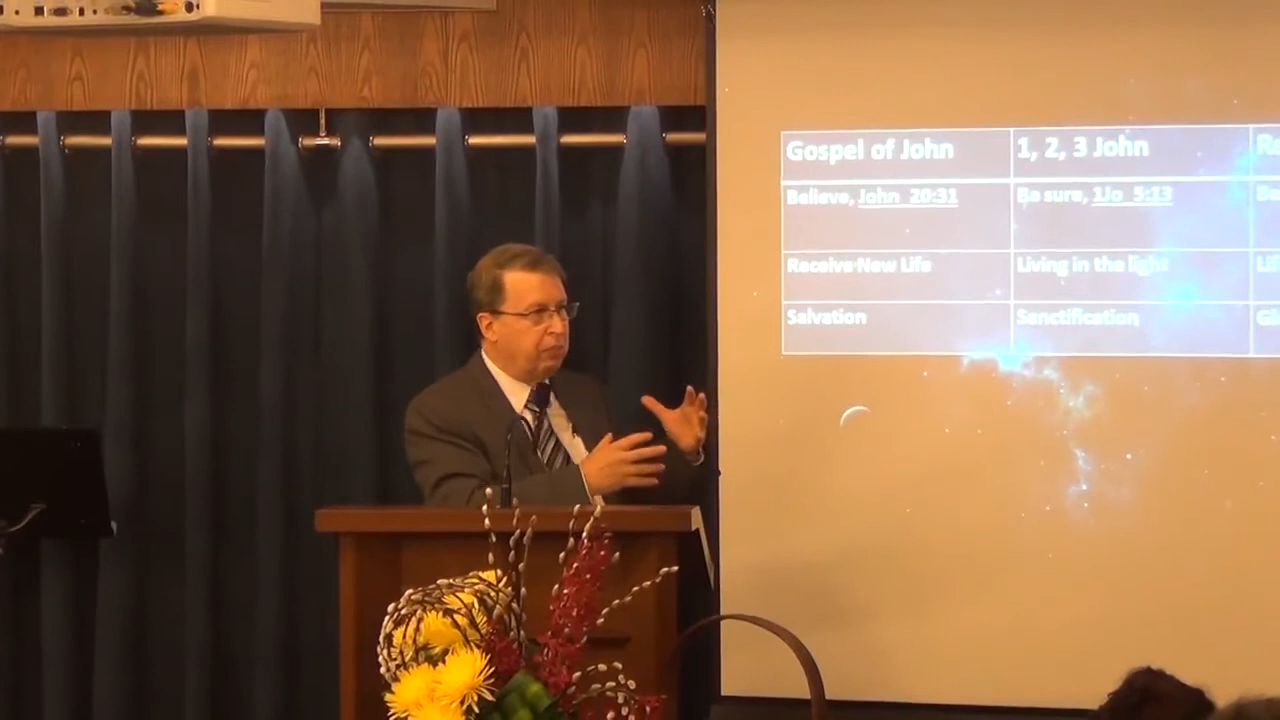 Gospel of John
1, 2, 3 John
Believe, John 20:31
Be sure, 1Jo 5:13
Receive New Life
Living in the light
Salvation
Sanctification